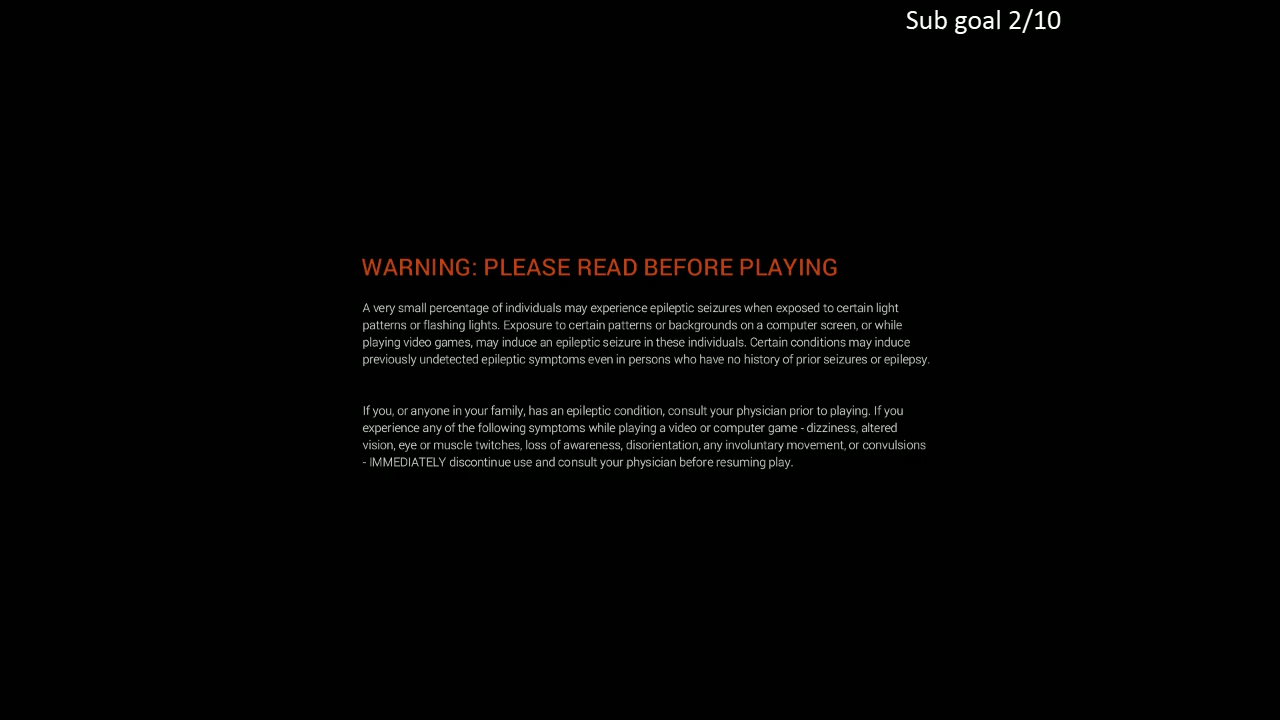 Sub goal 2/10
WARNING: PLEASE READ BEFORE PLAYING
A very small percentage of individuals may experience epileptic seizures when exposed to certain light
patterns or flashing lights. Exposure to certain patterns or backgrounds on a computer screen, or while
playing video games, may induce an epileptic seizure in these individuals. Certain conditions may induce
previously undetected epileptic symptoms even in persons who have no history of prior seizures or epilepsy.
If you, or anyone in your family, has an epileptic condition, consult your physician prior to playing. If you
experience any of the following symptoms while playing a video or computer game - dizziness, altered
vision, eye or muscle twitches, loss of awareness, disorientation, any involuntary movement, or convulsions
- IMMEDIATELY discontinue use and consult your physician before resuming play.